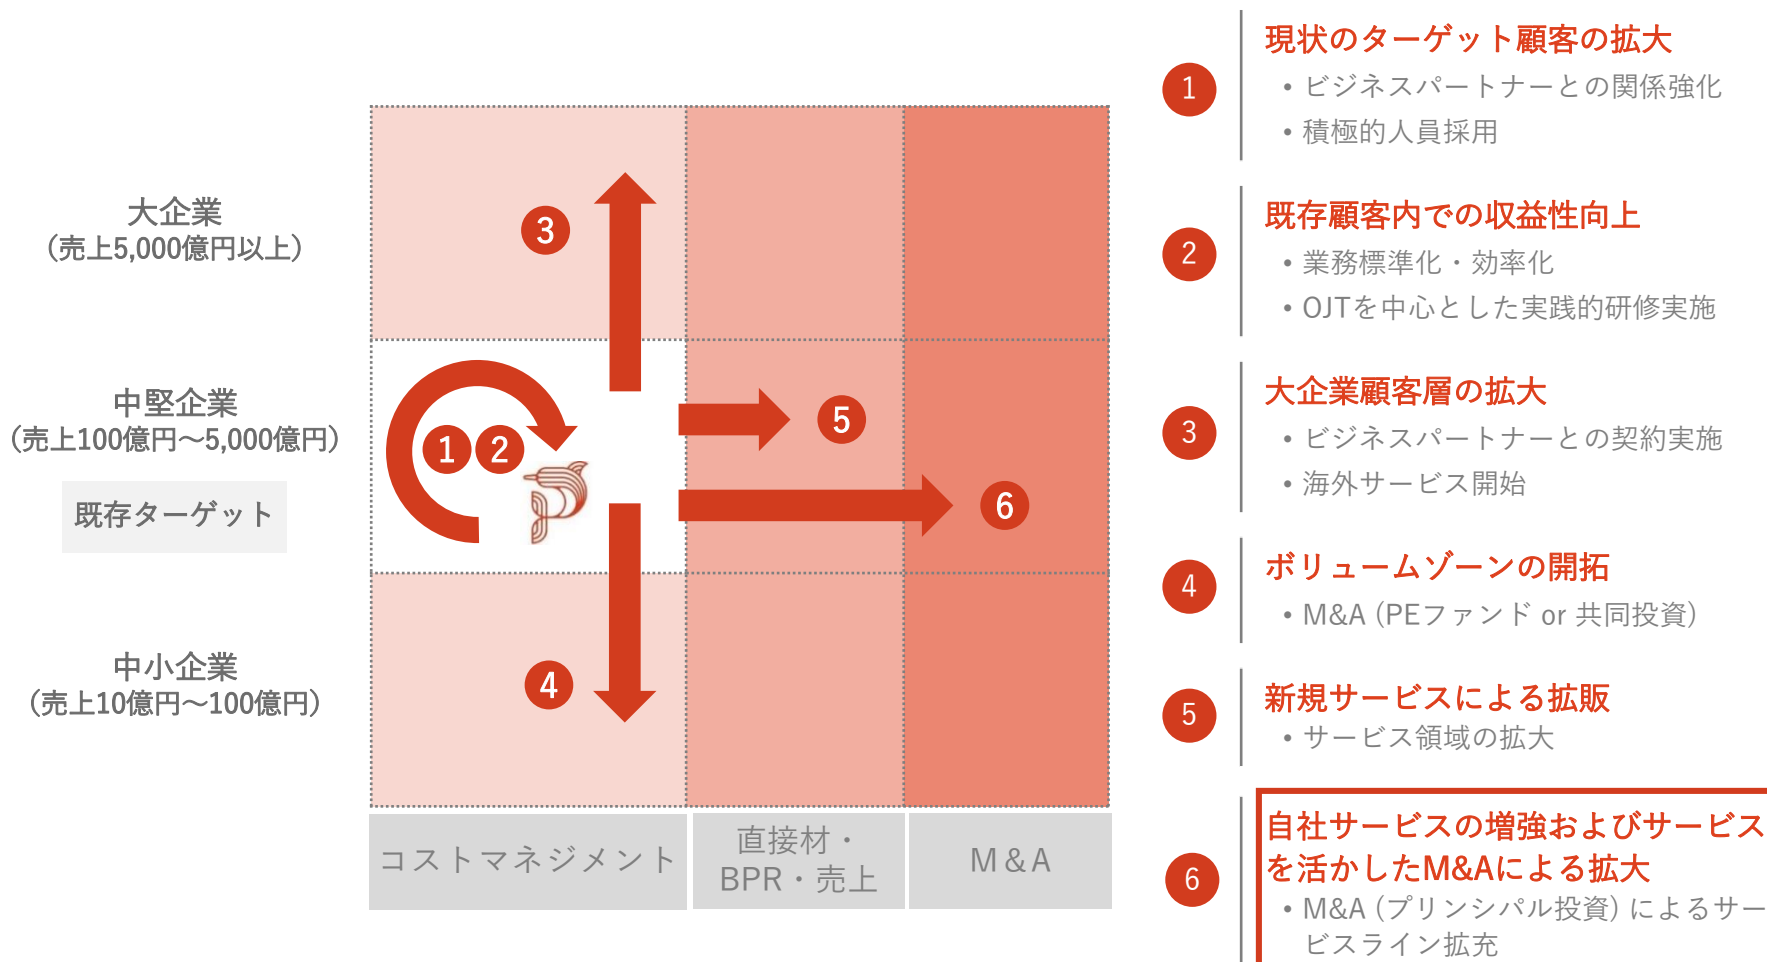 大企業
（売上5,000億円以上）
中堅企業
（売上100億円～5,000億円）
既存ターゲット
中小企業
（売上10億円～100億円）
3
1 2
5
6
4
コストマネジメント
直接材・
BPR・売上
M&A
1
現状のターゲット顧客の拡大
• ビジネスパートナーとの関係強化
• 積極的人員採用
2
既存顧客内での収益性向上
• 業務標準化・効率化
• OJTを中心とした実践的研修実施
3
大企業顧客層の拡大
• ビジネスパートナーとの契約実施
• 海外サービス開始
4
ボリュームゾーンの開拓
• M&A（PEファンド or 共同投資）
5
新規サービスによる拡販
• サービス領域の拡大
6
自社サービスの増強およびサービス
を活かしたM&Aによる拡大
• M&A（プリンシパル投資）によるサー
ビスライン拡充